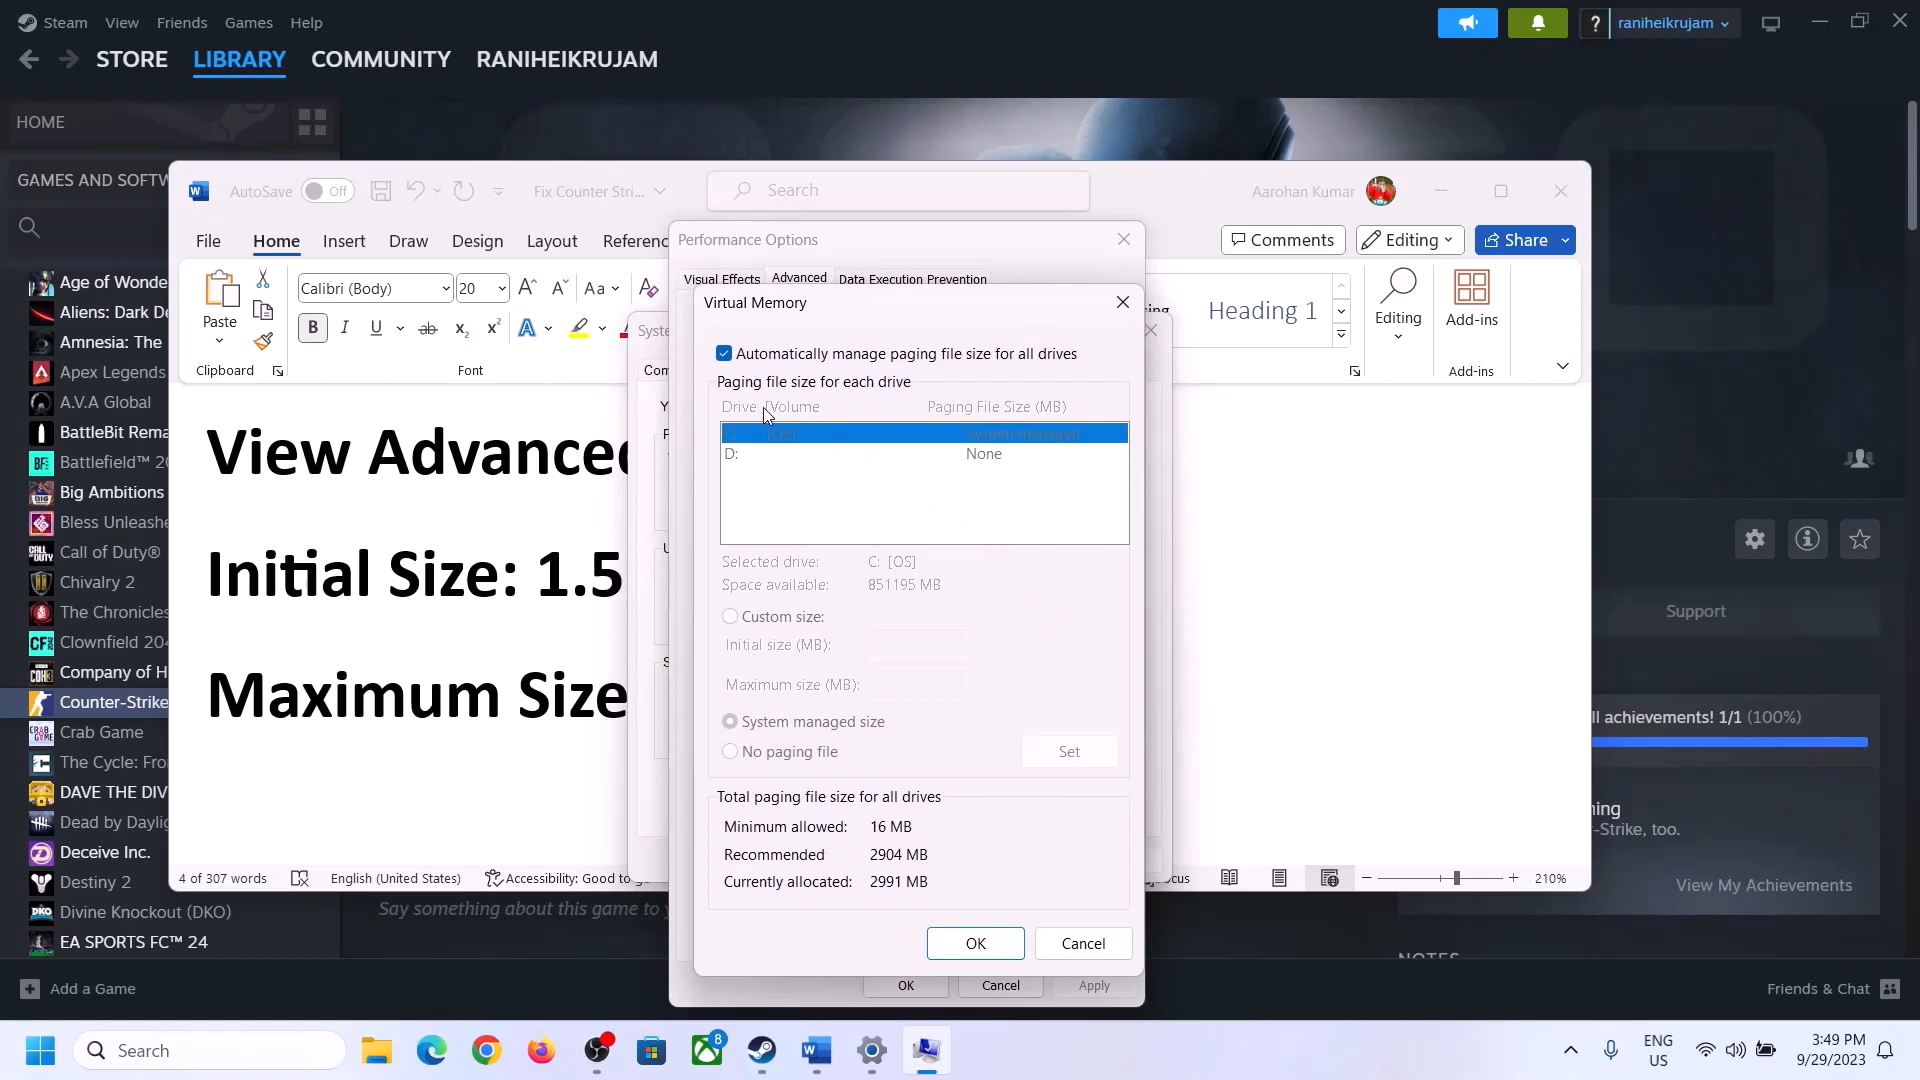 Steam View Friends Games Help
? raniheikrujam
STORE LIBRARY COMMUNITY RANIHEIKRUJAM
HOME
GAMES AND SOFTW
Age of Wonde
Aliens: Dark De
Amnesia: The
Apex Legends
A.V.A Global
BattleBit Rema
Battlefield™ 20
Big Ambitions
Bless Unleashe
Call of Duty®
Chivalry 2
The Chronicles
Clownfield 204
Company of H
Counter-Strike
Crab Game
The Cycle: Fro
DAVE THE DIV
Dead by Daylig
Deceive Inc.
Destiny 2
Divine Knockout (DKO)
EA SPORTS FC™ 24
Add a Game
AutoSave Off Fix Counter Stri... Search Aarohan Kumar
File Home Insert Draw Design Layout Referenc
Comments Editing Share
Calibri (Body) 20
Paste
Clipboard Font
Heading 1
Editing
Add-ins
Add-ins
View Advanced
Initial Size: 1.5
Maximum Size
4 of 307 words English (United States) Accessibility: Good to g
210%
Performance Options
Visual Effects Advanced Data Execution Prevention
Virtual Memory
Automatically manage paging file size for all drives
Paging file size for each drive
Drive [Volume Paging File Size (MB)
C: [OS] System managed
D: None
Selected drive: C: [OS]
Space available: 851195 MB
Custom size:
Initial size (MB):
Maximum size (MB):
System managed size
No paging file Set
Total paging file size for all drives
Minimum allowed: 16 MB
Recommended 2904 MB
Currently allocated: 2991 MB
OK Cancel
OK Cancel Apply
Support
ll achievements! 1/1 (100%)
-Strike, too.
View My Achievements
Say something about this game to y
NOTES
Friends & Chat
Search
8
ENG
US
3:49 PM
9/29/2023